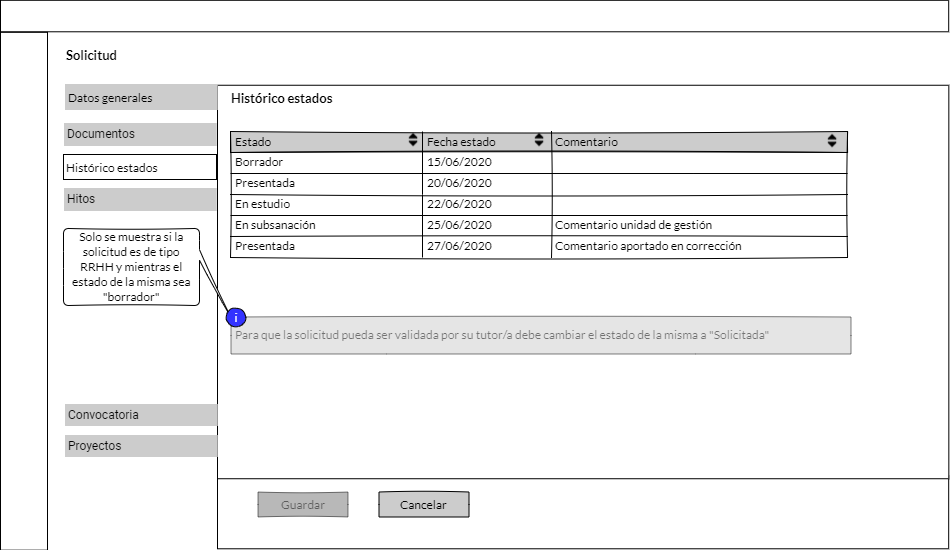 Solicitud
Datos generales
Documentos
Histórico estados
Hitos
Solo se muestra si la
solicitud es de tipo
RRHH y mientras el
estado de la misma sea
"borrador"
Convocatoria
Proyectos
Histórico estados
Estado Fecha estado Comentario
Borrador 15/06/2020
Presentada 20/06/2020
En estudio 22/06/2020
En subsanación 25/06/2020 Comentario unidad de gestión
Presentada 27/06/2020 Comentario aportado en corrección
i
Para que la solicitud pueda ser validada por su tutor/a debe cambiar el estado de la misma a "Solicitada"
Guardar Cancelar